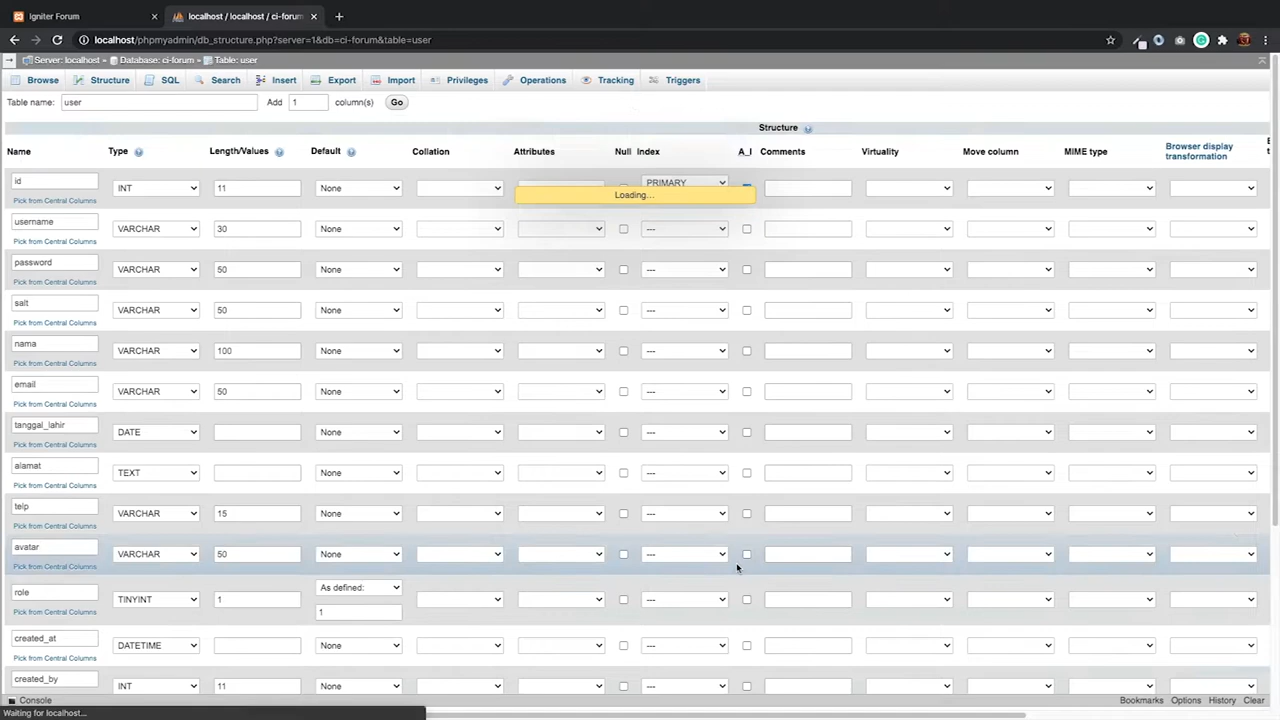 Igniter Forum
localhost / localhost / ci-forum
localhost/phpmyadmin/db_structure.php?server=1&db=ci-forum&table=user
Server: localhost » Database: ci-forum » Table: user
Browse Structure SQL Search Insert Export Import Privileges Operations Tracking Triggers
Table name: user Add 1 column(s) Go
Structure
Name Type Length/Values Default Collation Attributes Null Index A_I Comments Virtuality Move column MIME type Browser display transformation
id INT 11 None PRIMARY
Loading...
Pick from Central Columns
username VARCHAR 30 None ---
Pick from Central Columns
password VARCHAR 50 None ---
Pick from Central Columns
salt VARCHAR 50 None ---
Pick from Central Columns
nama VARCHAR 100 None ---
Pick from Central Columns
email VARCHAR 50 None ---
Pick from Central Columns
tanggal_lahir DATE None ---
Pick from Central Columns
alamat TEXT None ---
Pick from Central Columns
telp VARCHAR 15 None ---
Pick from Central Columns
avatar VARCHAR 50 None ---
Pick from Central Columns
As defined:
role TINYINT 1 ---
Pick from Central Columns 1
created_at DATETIME None ---
Pick from Central Columns
created_by INT 11 None ---
Console Bookmarks Options History Clear
Waiting for localhost...